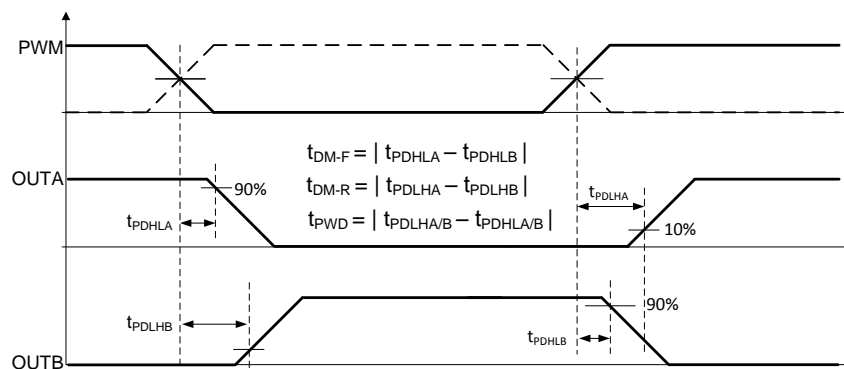 PWM
t_DM-F = | t_PDHLA – t_PDHLB |
OUTA
90%
t_DM-R = | t_PDLHA – t_PDLHB |
t_PDLHA
t_PDHLA
t_PWD = | t_PDLHA/B – t_PDHLA/B |
10%
t_PDLHB
90%
t_PDHLB
OUTB